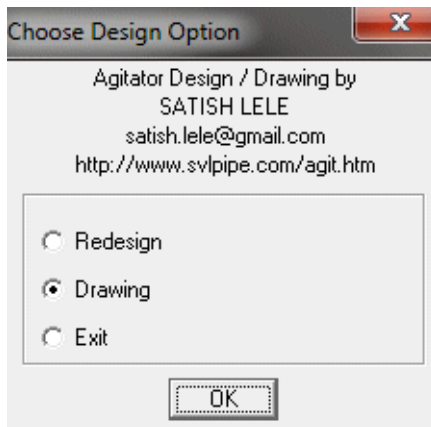 Choose Design Option
Agitator Design / Drawing by
SATISH LELE
satish.lele@gmail.com
http://www.svlpipe.com/agit.htm
Redesign
Drawing
Exit
OK